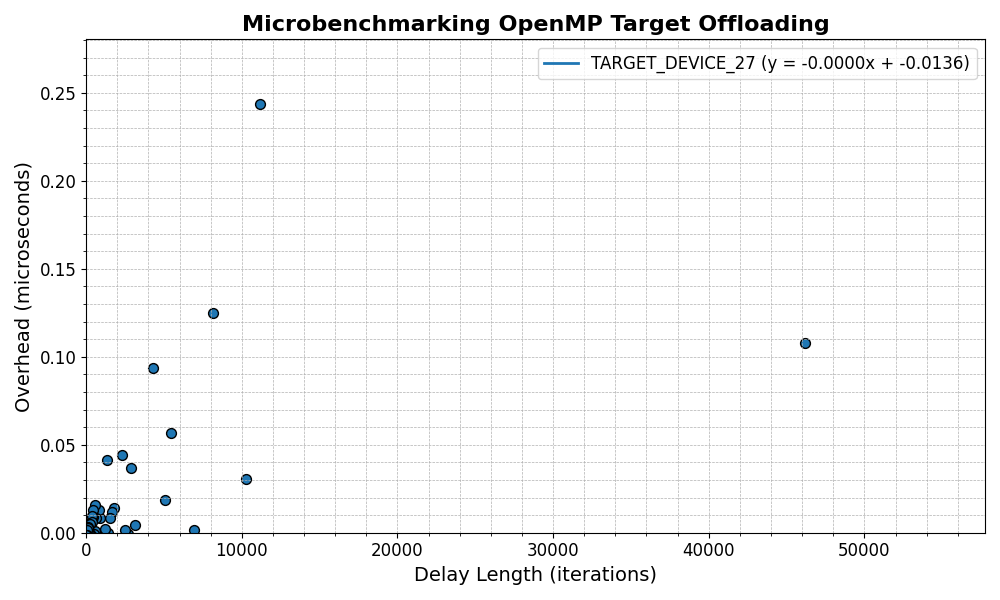 Microbenchmarking OpenMP Target Offloading
TARGET_DEVICE_27 (y = -0.0000x + -0.0136)
Overhead (microseconds)
0.25
0.20
0.15
0.10
0.05
0.00
0 10000 20000 30000 40000 50000
Delay Length (iterations)